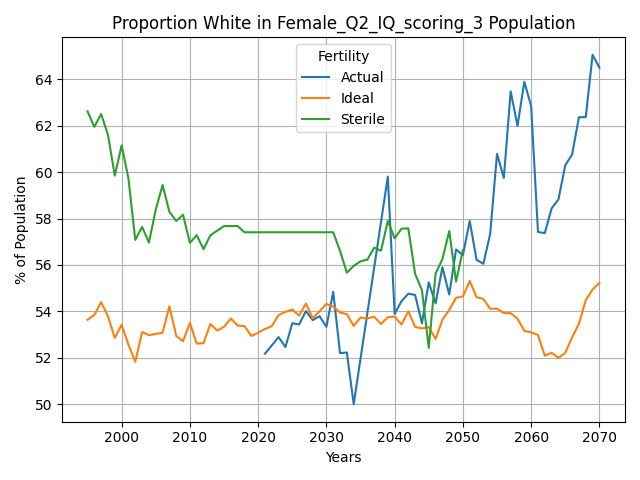 Proportion White in Female_Q2_IQ_scoring_3 Population
Fertility
Actual
Ideal
Sterile
% of Population
64
62
60
58
56
54
52
50
2000 2010 2020 2030 2040 2050 2060 2070
Years